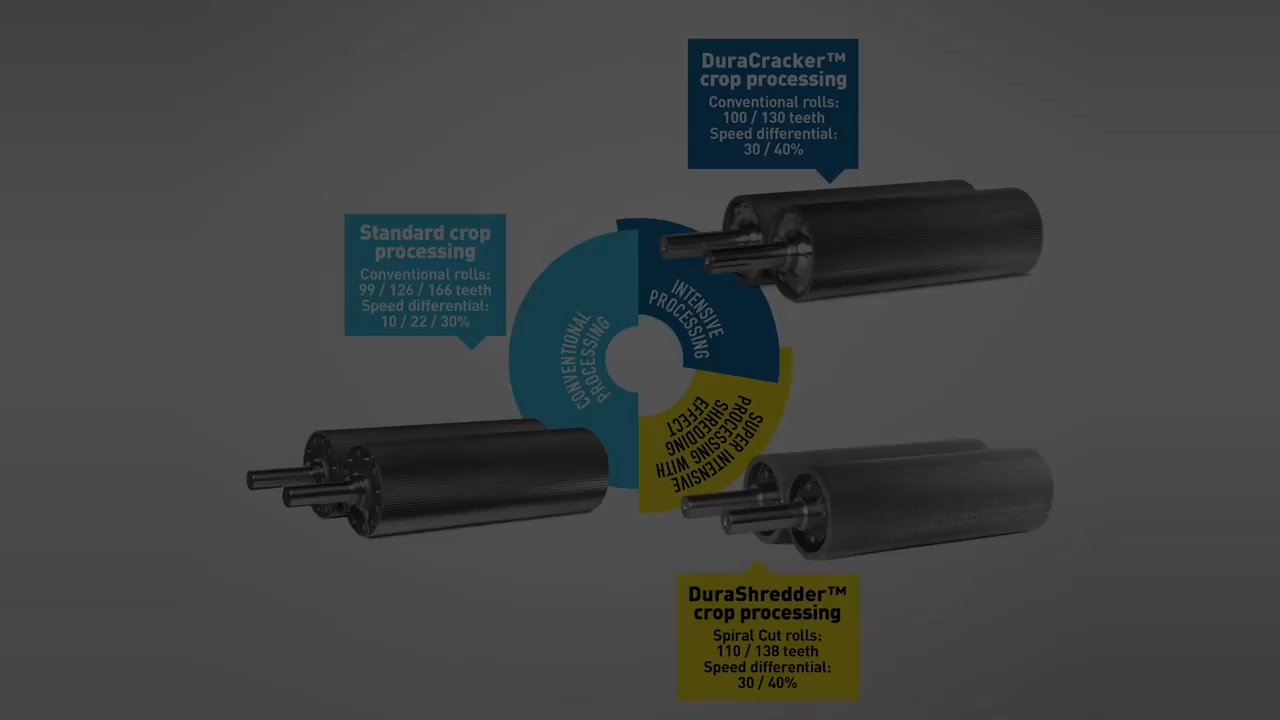 DuraCracker™
crop processing
Conventional rolls:
100 / 130 teeth
Speed differential:
30 / 40%
Standard crop
processing
Conventional rolls:
99 / 126 / 166 teeth
Speed differential:
10 / 22 / 30%
INTENSIVE
PROCESSING
CONVENTIONAL
PROCESSING
SUPER INTENSIVE
PROCESSING WITH
SHREDDING
EFFECT
DuraShredder™
crop processing
Spiral Cut rolls:
110 / 138 teeth
Speed differential:
30 / 40%